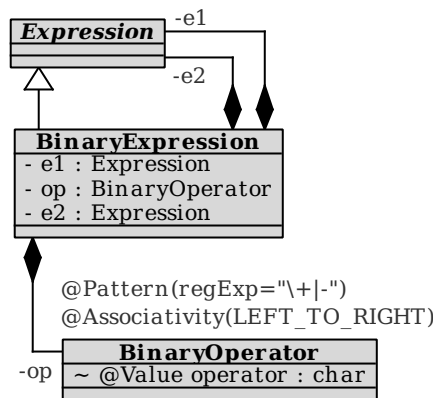 Expression
-e1
-e2
BinaryExpression
- e1 : Expression
- op : BinaryOperator
- e2 : Expression
@Pattern(regExp="\+|-")
@Associativity(LEFT_TO_RIGHT)
-op
BinaryOperator
~ @Value operator : char